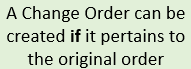 A Change Order can be
created if it pertains to
the original order